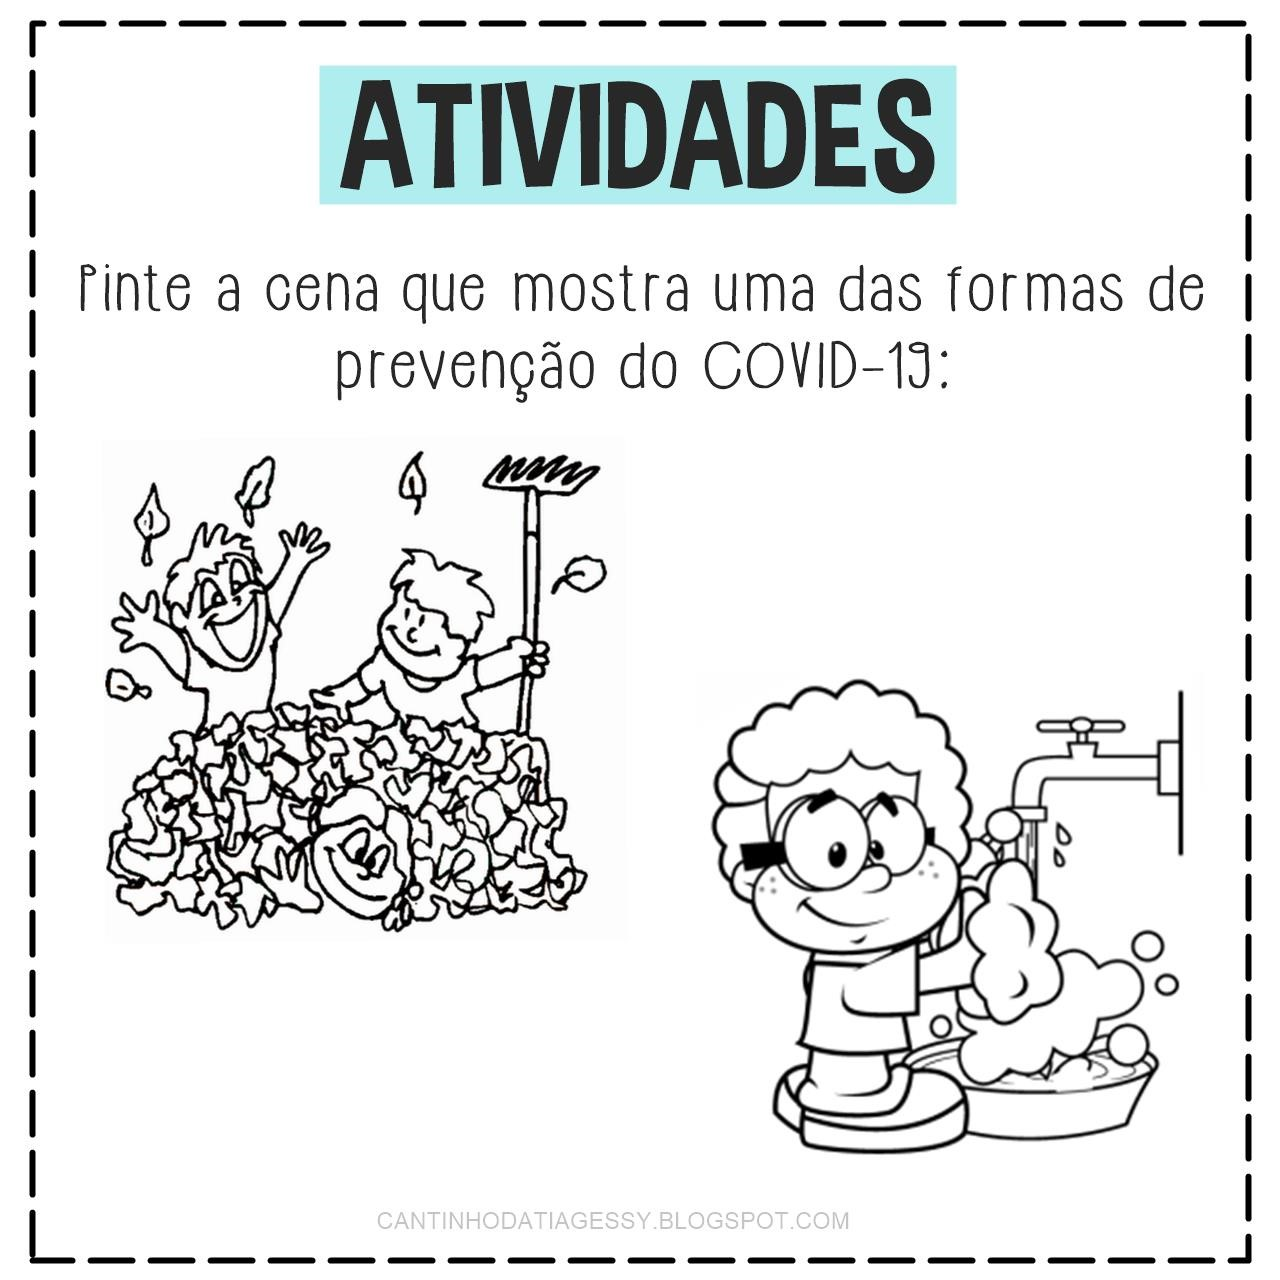 ATIVIDADES
Pinte a cena que mostra uma das formas de
prevenção do COVID-19:
CANTINHODATIAGESSY.BLOGSPOT.COM